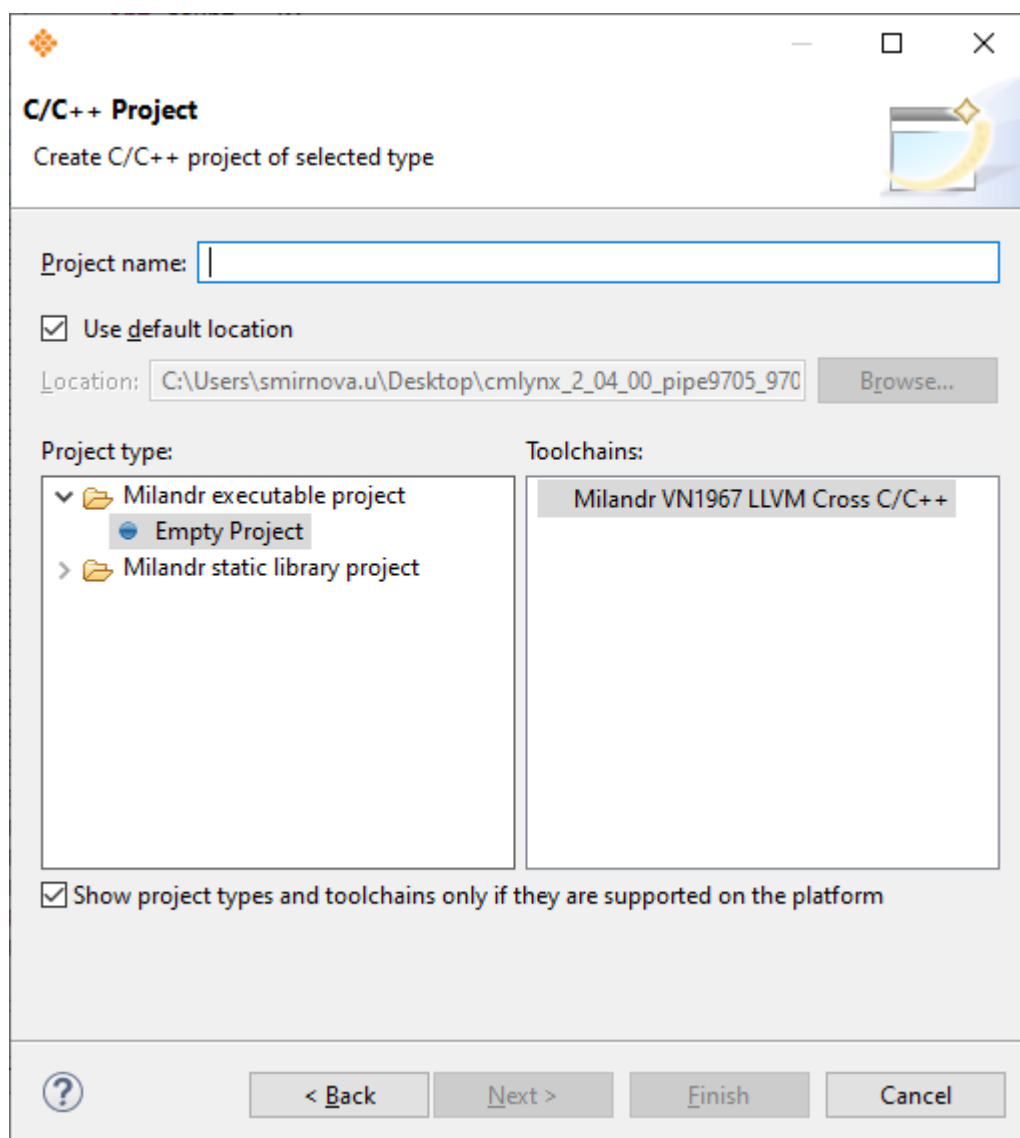 C/C++ Project
Create C/C++ project of selected type
Project name:
Use default location
Location: C:\Users\smirnova.u\Desktop\cmlynx_2_04_00_pipe9705_970 Browse...
Project type: Toolchains:
Milandr executable project Milandr VN1967 LLVM Cross C/C++
Empty Project
Milandr static library project
Show project types and toolchains only if they are supported on the platform
? < Back Next > Finish Cancel